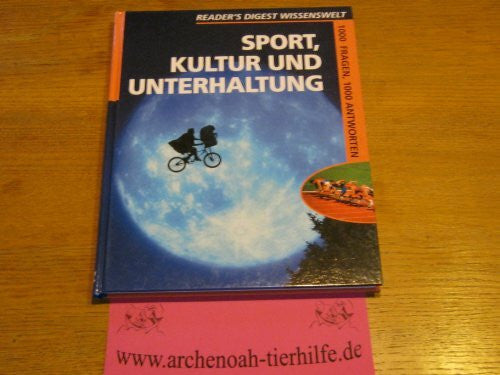 READER'S DIGEST WISSENSWELT
SPORT,
KULTUR UND
UNTERHALTUNG
1000 FRAGEN, 1000 ANTWORTEN
www.archenoah-tierhilfe.de